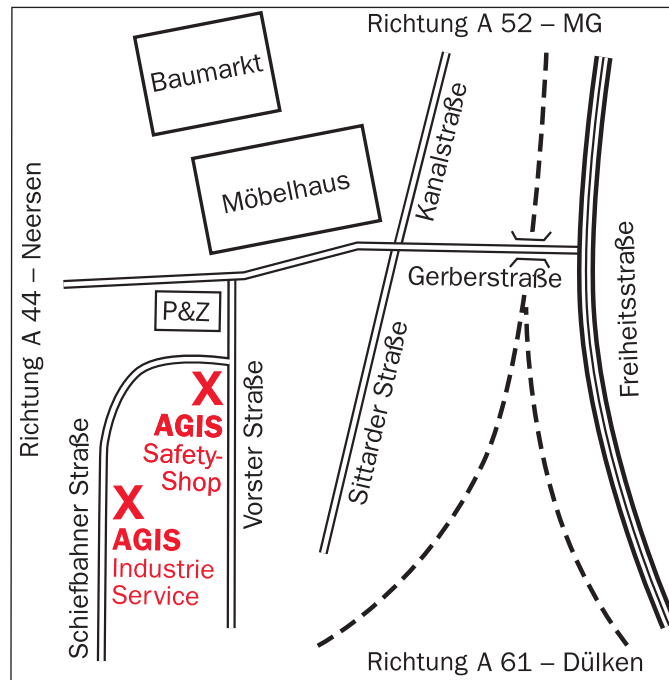 Richtung A 52 – MG
Baumarkt
Möbelhaus
Kanalstraße
Richtung A 44 – Neersen
Gerberstraße
P&Z
Freiheitsstraße
X
AGIS
Safety-
Shop
Vorster Straße
Sittarder Straße
Schiefbahner Straße
X
AGIS
Industrie
Service
Richtung A 61 – Dülken